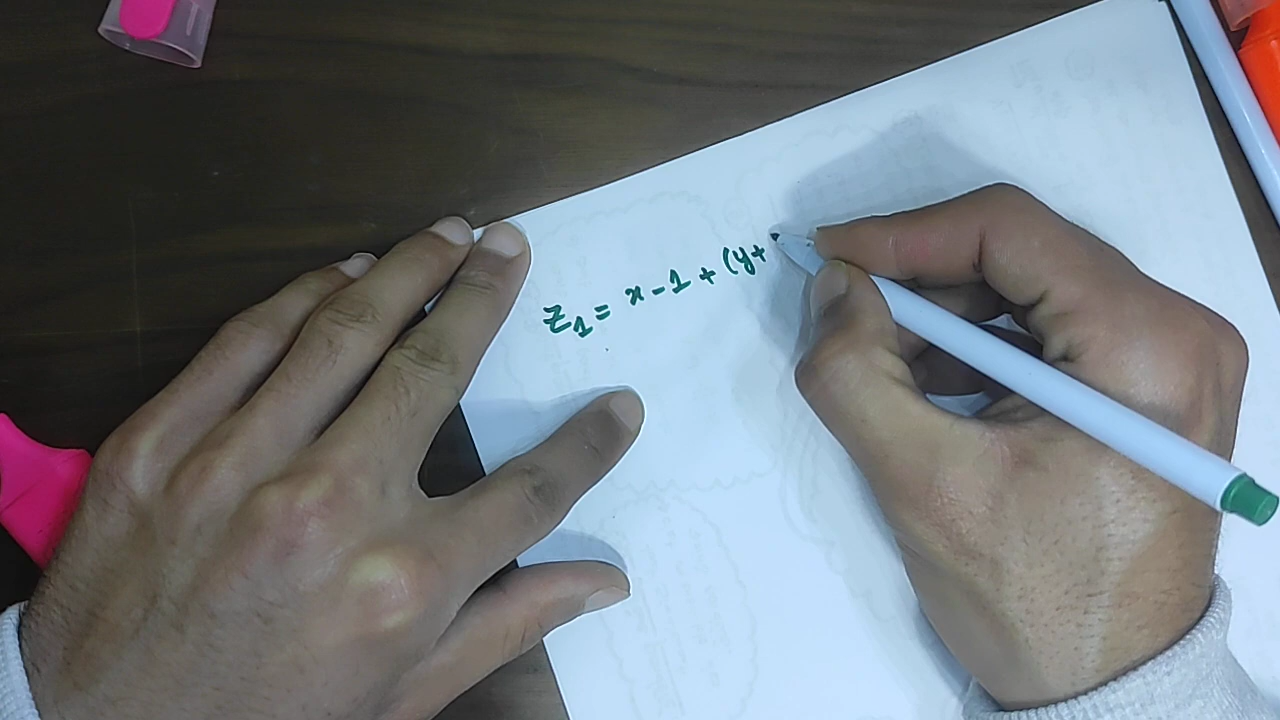 z₁ = x - 1 + (y+